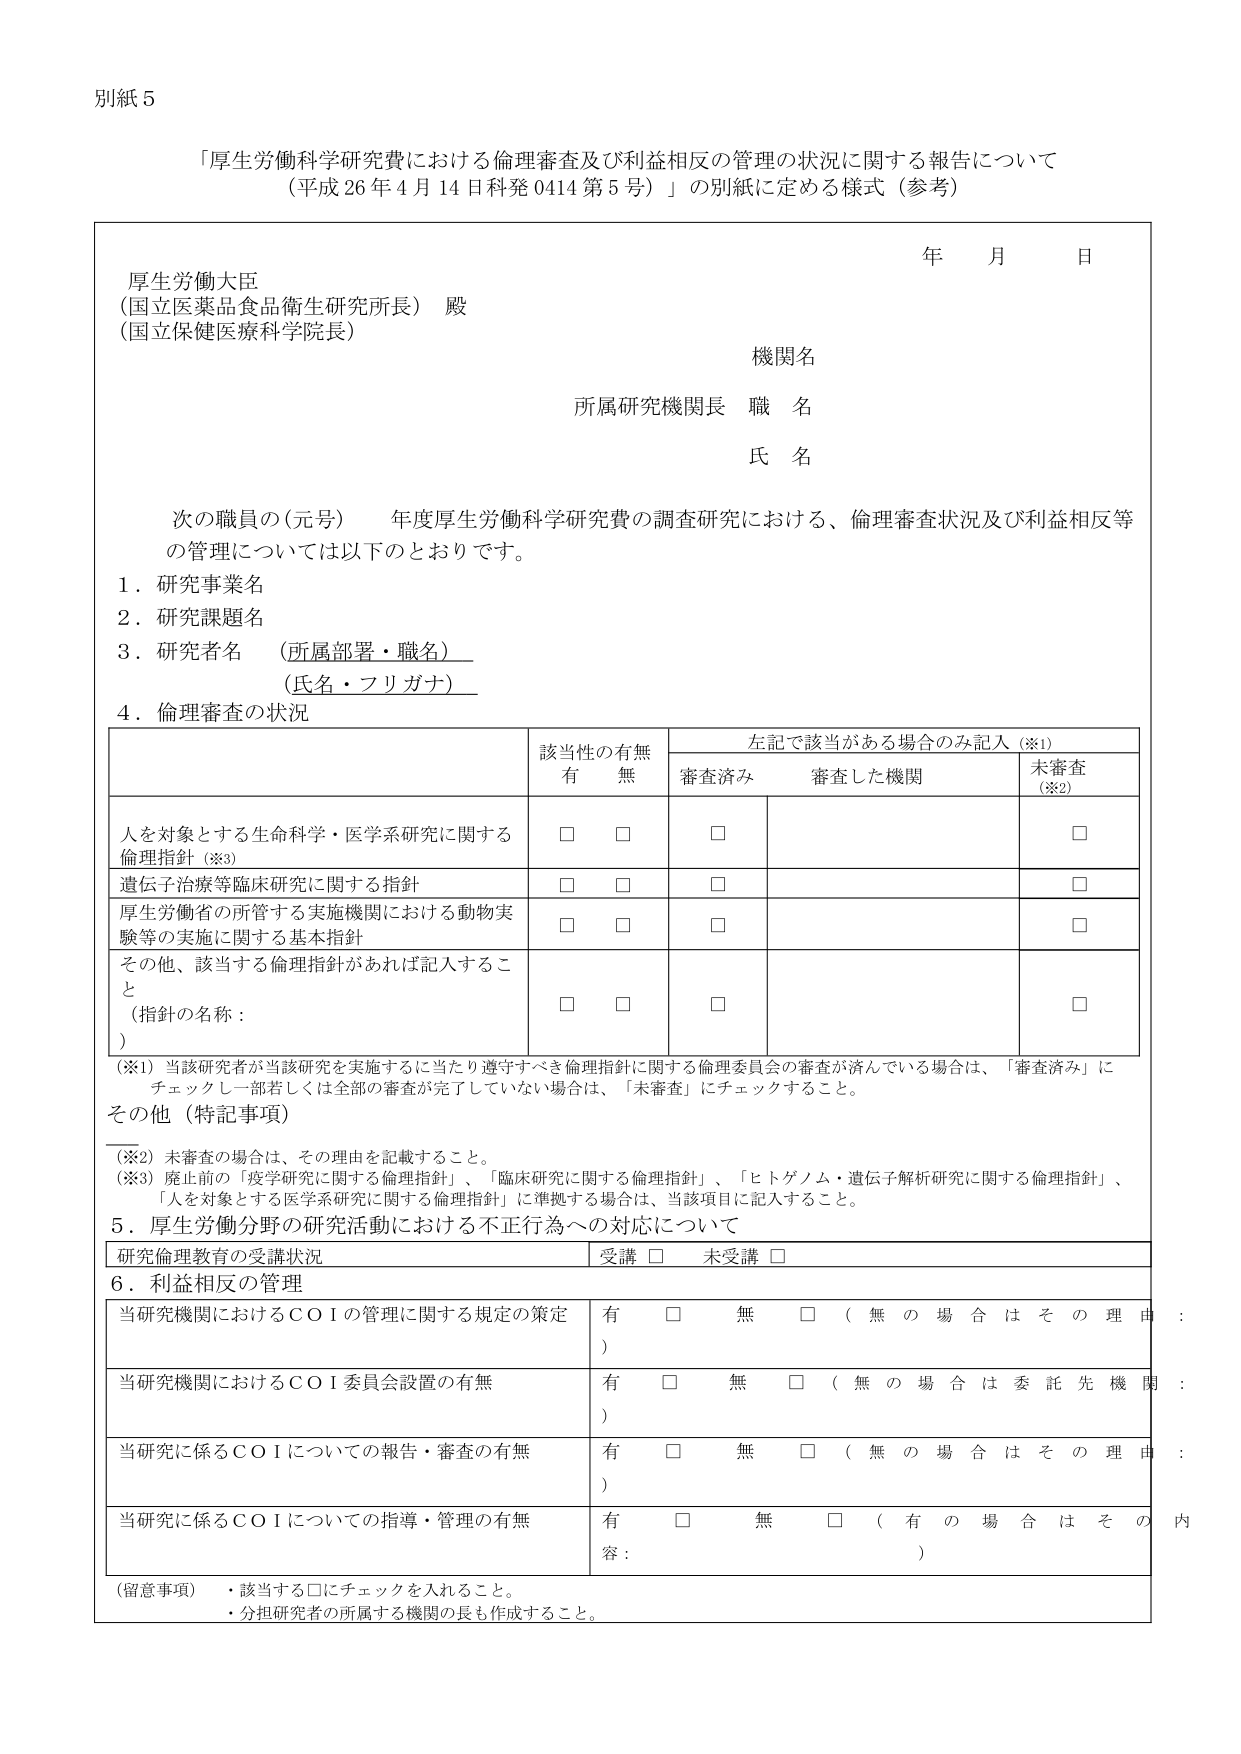 別紙５
「厚生労働科学研究費における倫理審査及び利益相反の管理の状況に関する報告について
（平成26年4月14日科発0414第5号）」の別紙に定める様式（参考）
年　月　　日
厚生労働大臣
（国立医薬品食品衛生研究所長）　殿
（国立保健医療科学院長）
機関名
所属研究機関長　職　名
氏　名
次の職員の（元号）　　年度厚生労働科学研究費の調査研究における、倫理審査状況及び利益相反等
の管理については以下のとおりです。
１．研究事業名
２．研究課題名
３．研究者名　（所属部署・職名）
（氏名・フリガナ）
４．倫理審査の状況
該当性の有無
有　無
左記で該当がある場合のみ記入（※1）
審査済み　審査した機関
未審査
（※2）
人を対象とする生命科学・医学系研究に関する
倫理指針（※3）
□　□　□　□
遺伝子治療等臨床研究に関する指針　□　□　□　□
厚生労働省の所管する実施機関における動物実
験等の実施に関する基本指針
□　□　□　□
その他、該当する倫理指針があれば記入するこ
と
（指針の名称：
）
□　□　□　□
（※1）当該研究者が当該研究を実施するに当たり遵守すべき倫理指針に関する倫理委員会の審査が済んでいる場合は、「審査済み」に
チェックし一部若しくは全部の審査が完了していない場合は、「未審査」にチェックすること。
その他（特記事項）
（※2）未審査の場合は、その理由を記載すること。
（※3）廃止前の「疫学研究に関する倫理指針」、「臨床研究に関する倫理指針」、「ヒトゲノム・遺伝子解析研究に関する倫理指針」、
「人を対象とする医学系研究に関する倫理指針」に準拠する場合は、当該項目に記入すること。
５．厚生労働分野の研究活動における不正行為への対応について
研究倫理教育の受講状況　受講 □　未受講 □
６．利益相反の管理
当研究機関におけるＣＯＩの管理に関する規定の策定　有 □ 無 □（無の場合はその理由：
）
当研究機関におけるＣＯＩ委員会設置の有無　有 □ 無 □（無の場合は委託先機関：
）
当研究に係るＣＯＩについての報告・審査の有無　有 □ 無 □（無の場合はその理由：
）
当研究に係るＣＯＩについての指導・管理の有無　有 □ 無 □（有の場合はその内
容：　　　）
（留意事項）　・該当する□にチェックを入れること。
・分担研究者の所属する機関の長も作成すること。